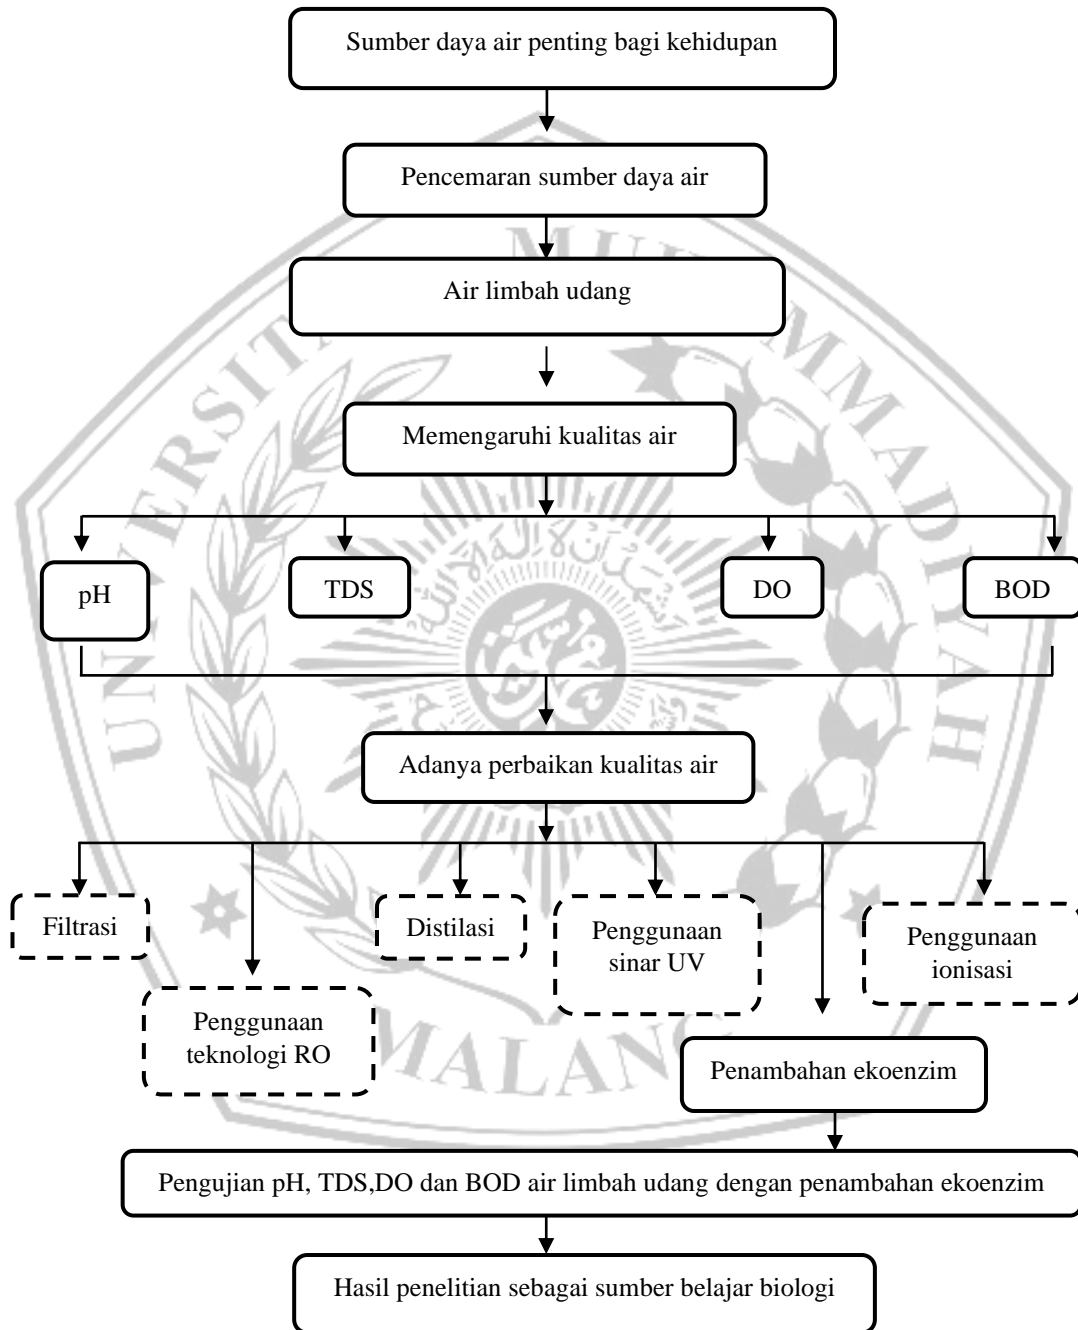 Sumber daya air penting bagi kehidupan
Pencemaran sumber daya air
Air limbah udang
Memengaruhi kualitas air
pH
TDS
DO
BOD
Adanya perbaikan kualitas air
Filtrasi
Distilasi
Penggunaan
sinar UV
Penggunaan
ionisasi
Penggunaan
teknologi RO
Penambahan ekoenzim
Pengujian pH, TDS,DO dan BOD air limbah udang dengan penambahan ekoenzim
Hasil penelitian sebagai sumber belajar biologi
MALANG